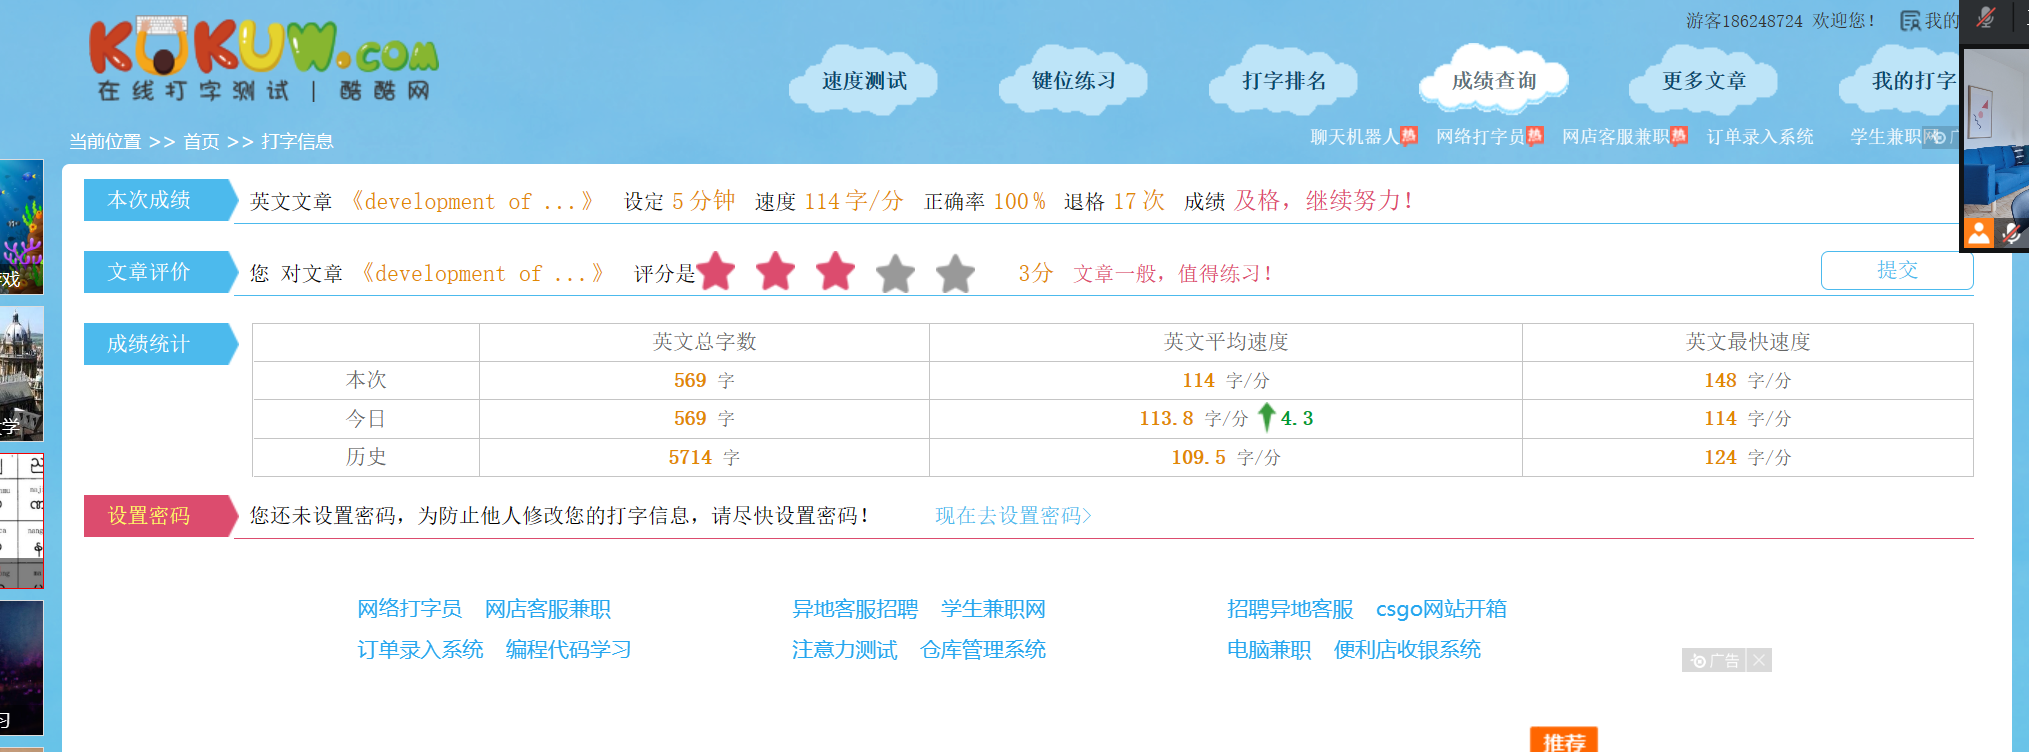 KUKUW.COM
在线打字测试 | 酷酷网
游客186248724 欢迎您！ 我的
速度测试 键位练习 打字排名 成绩查询 更多文章 我的打字
当前位置 >> 首页 >> 打字信息
聊天机器人 热 网络打字员 热 网店客服兼职 热 订单录入系统 学生兼职网
本次成绩 英文文章 《development of ...》 设定 5 分钟 速度 114 字/分 正确率 100% 退格 17 次 成绩 及格，继续努力！
文章评价 您 对文章 《development of ...》 评分是 3分 文章一般，值得练习！ 提交
成绩统计 英文总字数 英文平均速度 英文最快速度
本次 569 字 114 字/分 148 字/分
今日 569 字 113.8 字/分 4.3 114 字/分
历史 5714 字 109.5 字/分 124 字/分
设置密码 您还未设置密码，为防止他人修改您的打字信息，请尽快设置密码！ 现在去设置密码>
网络打字员 网店客服兼职 异地客服招聘 学生兼职网 招聘异地客服 csgo网站开箱
订单录入系统 编程代码学习 注意力测试 仓库管理系统 电脑兼职 便利店收银系统
广告
推荐
戏
学
习